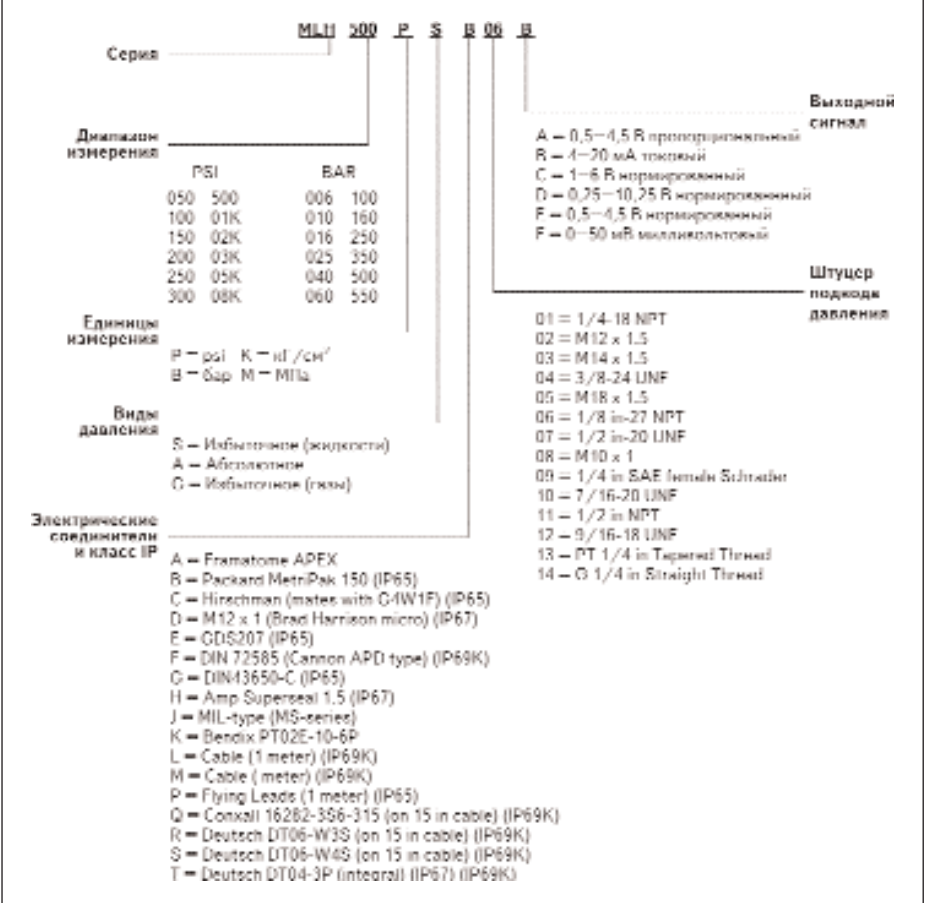 MLH 500 P S B 06 B
Серия
Диапазон
измерения
PSI BAR
050 500 006 100
100 01K 010 160
150 02K 016 250
200 03K 025 350
250 05K 040 500
300 08K 060 550
Единицы
измерения
P = psi K = кГ/см²
B = бар M = МПа
Виды
давления
S = Избыточное (жидкости)
A = Абсолютное
G = Избыточное (газы)
Электрические
соединители
и класс IP
A = Framatome APEX
B = Packard MetriPak 150 (IP65)
C = Hirschman (mates with G4W1F) (IP65)
D = M12 x 1 (Brad Harrison micro) (IP67)
E = GDS207 (IP65)
F = DIN 72585 (Cannon APD type) (IP69K)
G = DIN43650-C (IP65)
H = Amp Superseal 1.5 (IP67)
J = MIL-type (MS-series)
K = Bendix PT02E-10-6P
L = Cable (1 meter) (IP69K)
M = Cable ( meter) (IP69K)
P = Flying Leads (1 meter) (IP65)
Q = Conxall 16282-3S6-315 (on 15 in cable) (IP69K)
R = Deutsch DT06-W3S (on 15 in cable) (IP69K)
S = Deutsch DT06-W4S (on 15 in cable) (IP69K)
T = Deutsch DT04-3P (integral) (IP67) (IP69K)
Выходной
сигнал
A = 0,5—4,5 В пропорциональный
B = 4—20 мА токовый
C = 1—6 В нормированный
D = 0,25—10,25 В нормированнный
F = 0,5—4,5 В нормированный
F = 0—50 мВ милливольтовый
Штуцер
подвода
давления
01 = 1/4-18 NPT
02 = M12 x 1.5
03 = M14 x 1.5
04 = 3/8-24 UNF
05 = M18 x 1.5
06 = 1/8 in-27 NPT
07 = 1/2 in-20 UNF
08 = M10 x 1
09 = 1/4 in SAE female Schrader
10 = 7/16-20 UNF
11 = 1/2 in NPT
12 = 9/16-18 UNF
13 = PT 1/4 in Tapered Thread
14 = G 1/4 in Straight Thread